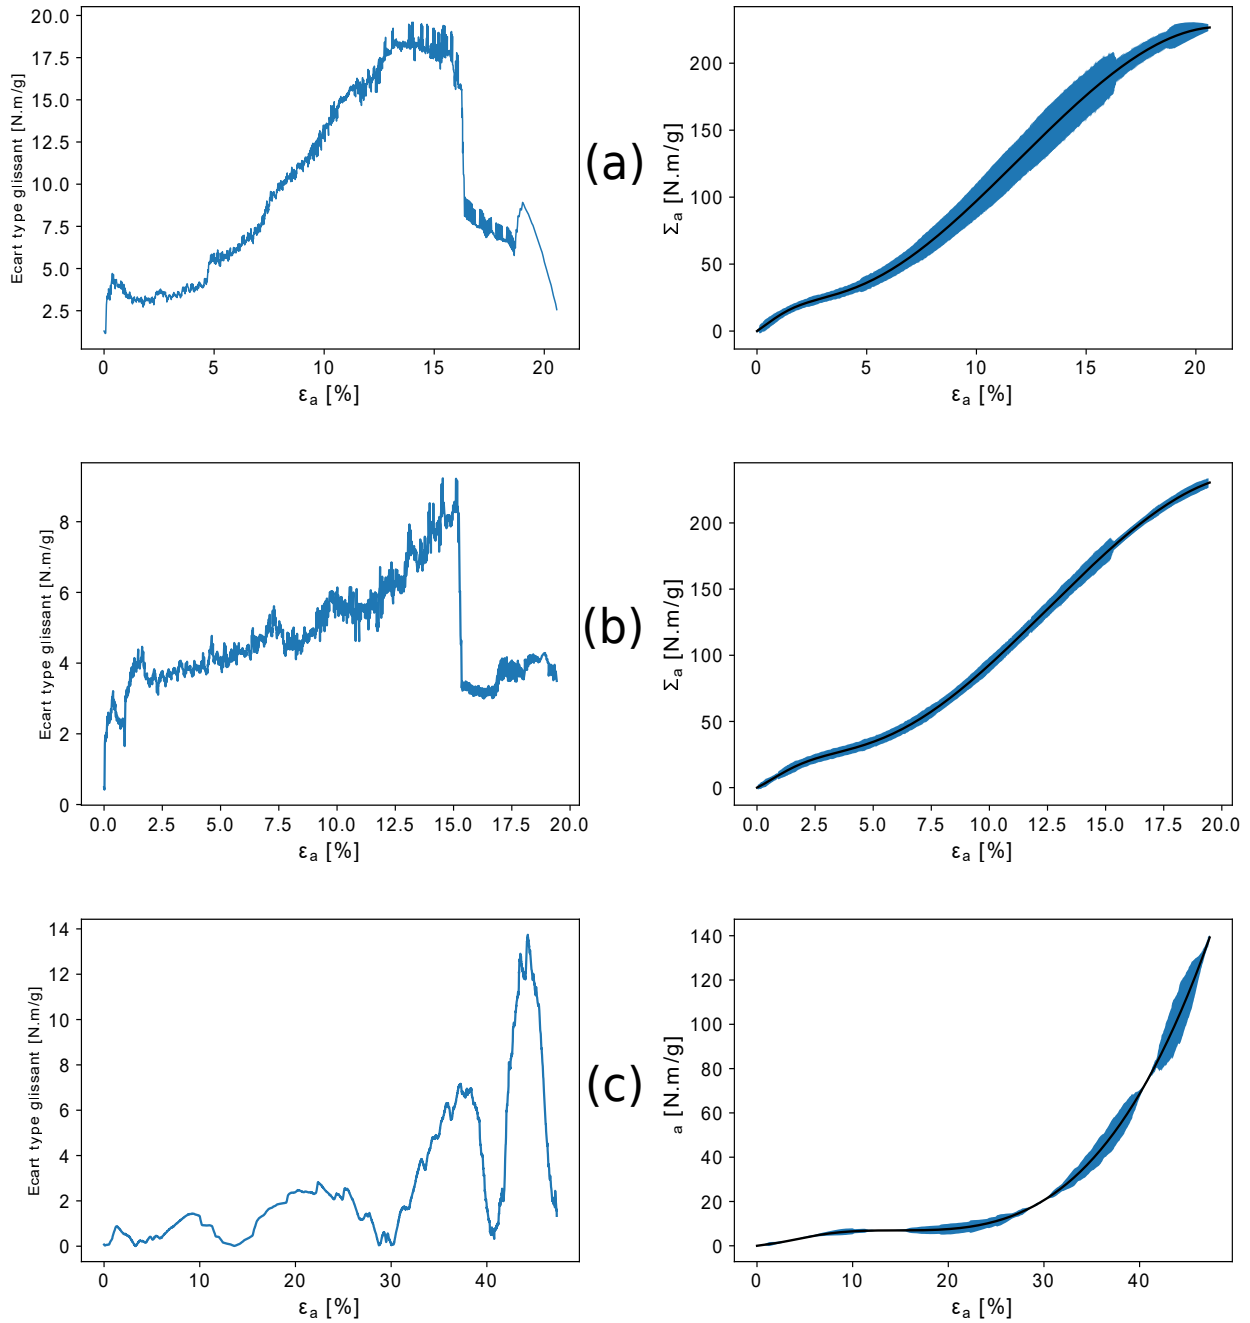 Ecart type glissant [N.m/g]
20.0
17.5
15.0
12.5
10.0
7.5
5.0
2.5
0 5 10 15 20
εa [%]
(a)
Σa [N.m/g]
200
150
100
50
0
0 5 10 15 20
εa [%]
Ecart type glissant [N.m/g]
8
6
4
2
0
0.0 2.5 5.0 7.5 10.0 12.5 15.0 17.5 20.0
εa [%]
(b)
Σa [N.m/g]
200
150
100
50
0
0.0 2.5 5.0 7.5 10.0 12.5 15.0 17.5 20.0
εa [%]
Ecart type glissant [N.m/g]
14
12
10
8
6
4
2
0
0 10 20 30 40
εa [%]
(c)
a [N.m/g]
140
120
100
80
60
40
20
0
0 10 20 30 40
εa [%]